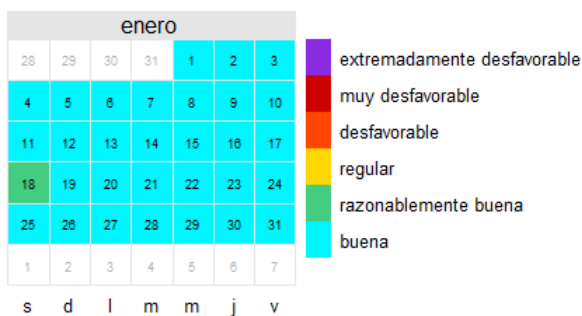 enero
28 29 30 31 1 2 3
4 5 6 7 8 9 10
11 12 13 14 15 16 17
18 19 20 21 22 23 24
25 26 27 28 29 30 31
1 2 3 4 5 6 7
s d l m m j v
extremadamente desfavorable
muy desfavorable
desfavorable
regular
razonablemente buena
buena